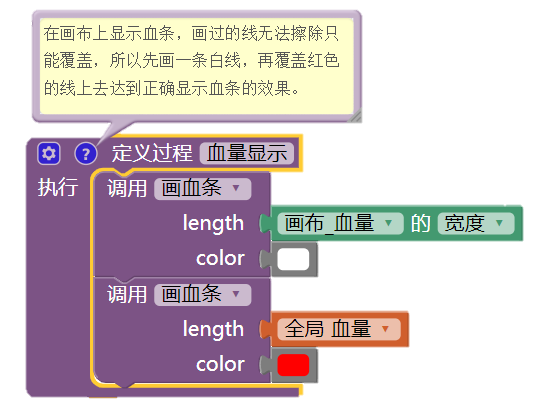 在画布上显示血条，画过的线无法擦除只
能覆盖，所以先画一条白线，再覆盖红色
的线上去达到正确显示血条的效果。
? 定义过程 血量显示
执行 调用 画血条
length 画布_血量 的 宽度
color
调用 画血条
length 全局 血量
color